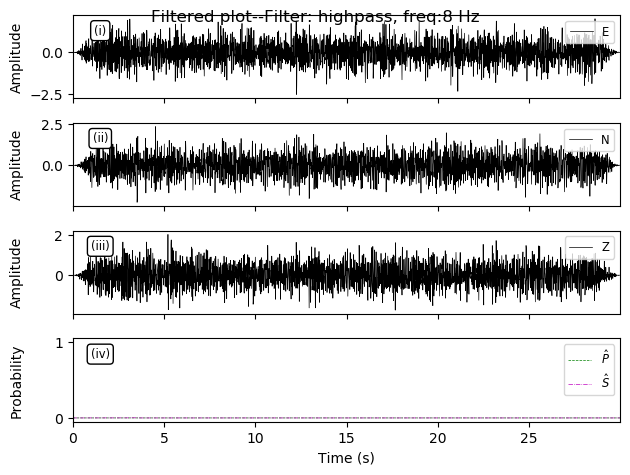 Filtered plot--Filter: highpass, freq:8 Hz
Amplitude
0.0
−2.5
(i)
E
Amplitude
2.5
0.0
(ii)
N
Amplitude
2
0
(iii)
Z
Probability
1
0
(iv)
P̂
Ŝ
0 5 10 15 20 25
Time (s)